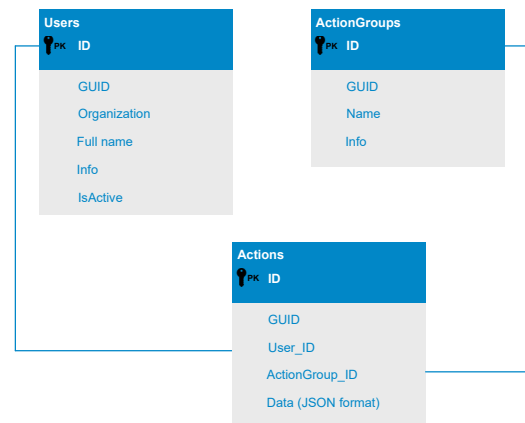 Users
PK ID
GUID
Organization
Full name
Info
IsActive
ActionGroups
PK ID
GUID
Name
Info
Actions
PK ID
GUID
User_ID
ActionGroup_ID
Data (JSON format)